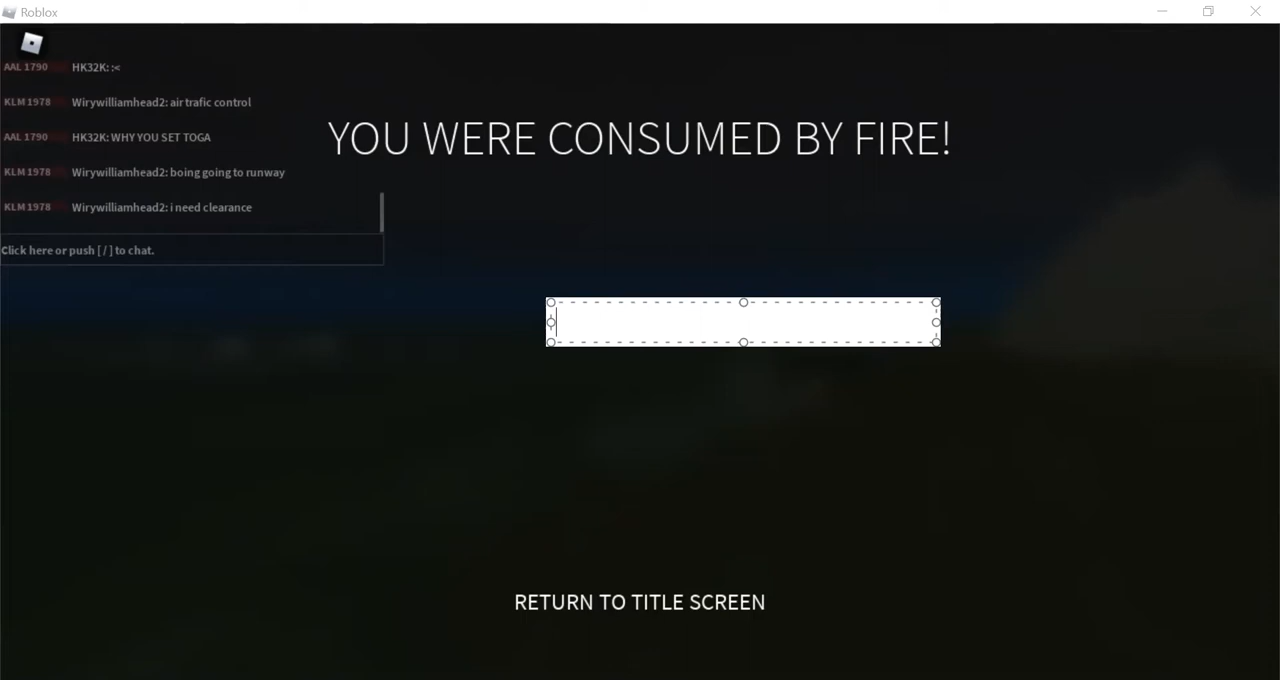 Roblox
AAL 1790 HK32K: :<
KLM 1978 Wirywilliamhead2: air trafic control
AAL 1790 HK32K: WHY YOU SET TOGA
KLM 1978 Wirywilliamhead2: boing going to runway
KLM 1978 Wirywilliamhead2: i need clearance
Click here or push [ / ] to chat.
YOU WERE CONSUMED BY FIRE!
RETURN TO TITLE SCREEN